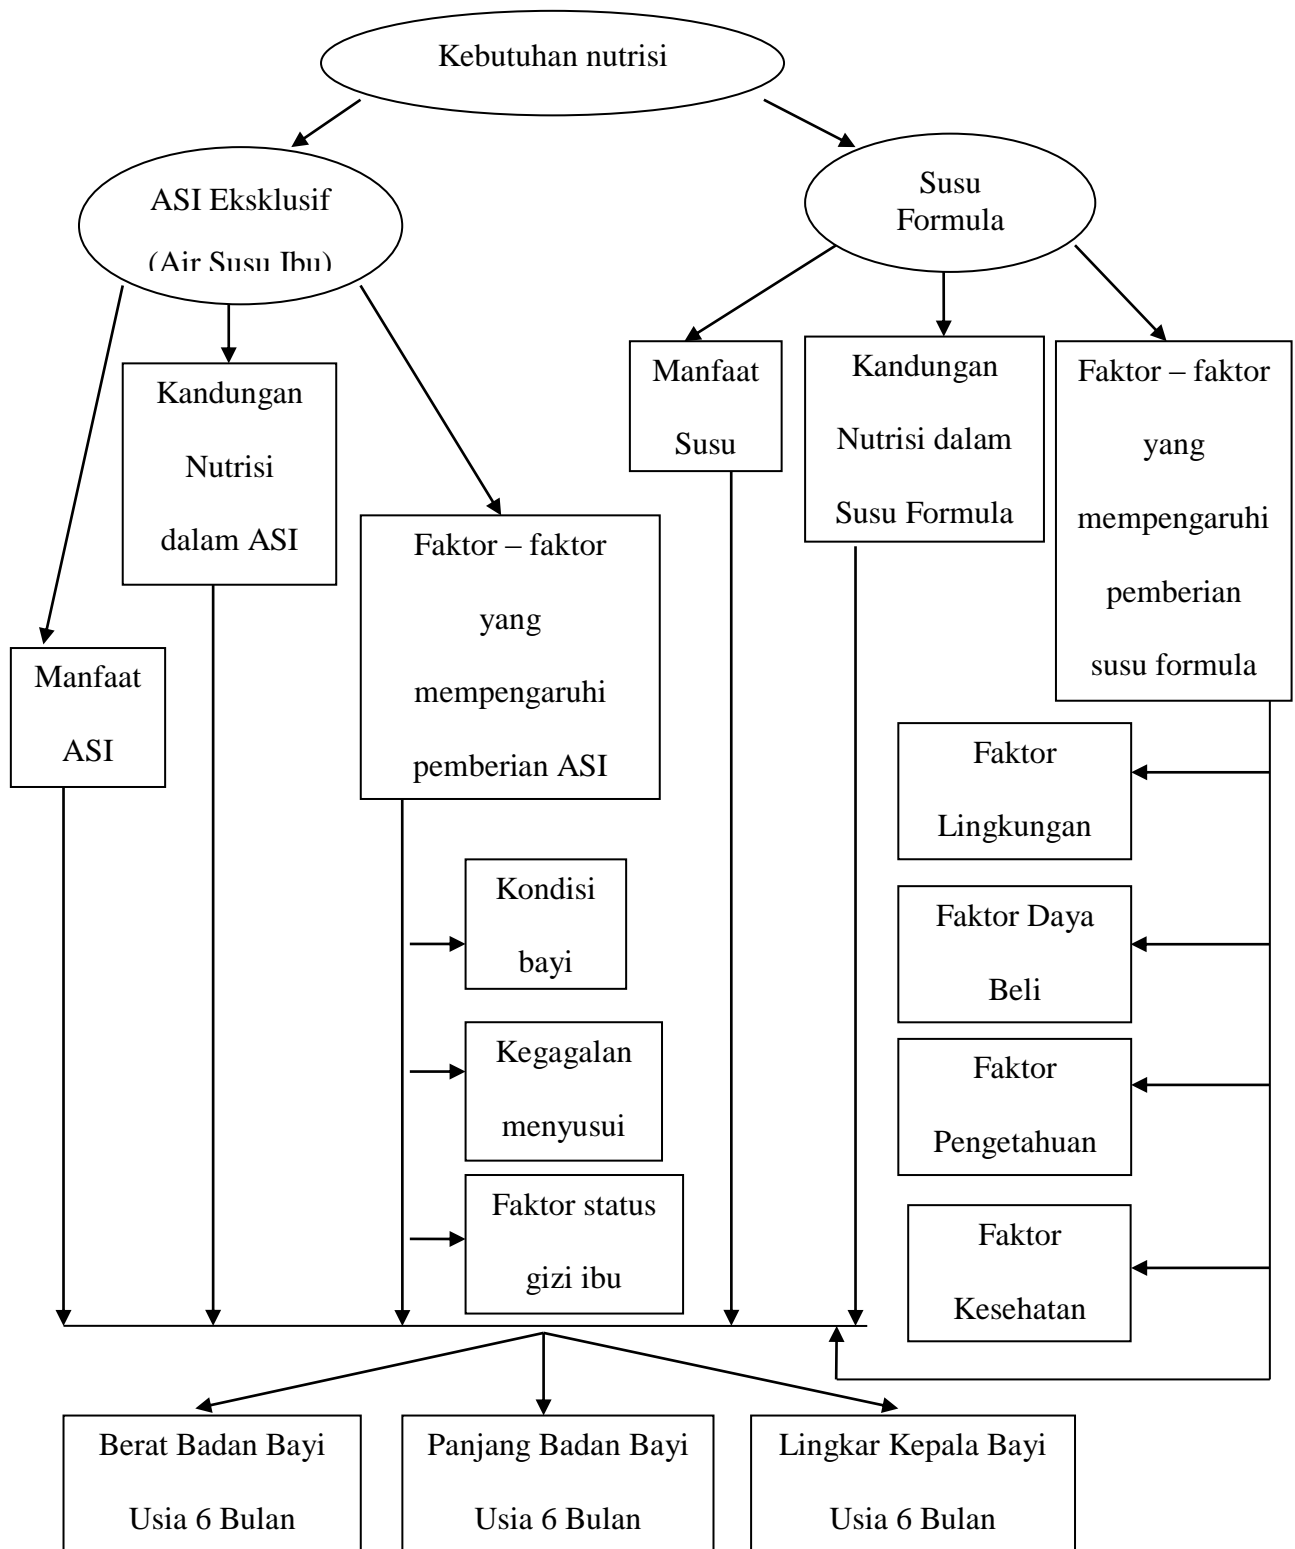 Kebutuhan nutrisi
ASI Eksklusif
(Air Susu Ibu)
Susu
Formula
Manfaat
ASI
Kandungan
Nutrisi
dalam ASI
Faktor – faktor
yang
mempengaruhi
pemberian ASI
Kondisi
bayi
Kegagalan
menyusui
Faktor status
gizi ibu
Manfaat
Susu
Kandungan
Nutrisi dalam
Susu Formula
Faktor – faktor
yang
mempengaruhi
pemberian
susu formula
Faktor
Lingkungan
Faktor Daya
Beli
Faktor
Pengetahuan
Faktor
Kesehatan
Berat Badan Bayi
Usia 6 Bulan
Panjang Badan Bayi
Usia 6 Bulan
Lingkar Kepala Bayi
Usia 6 Bulan